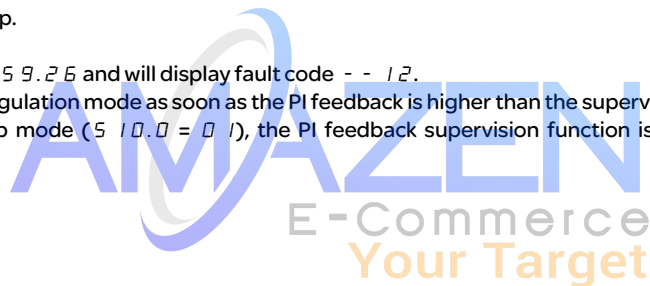 p.
59.26 and will display fault code - - 12.
gulation mode as soon as the PI feedback is higher than the superv
p mode (5 10.0 = 01), the PI feedback supervision function is
AMAZEN
E-Commerce
Your Target